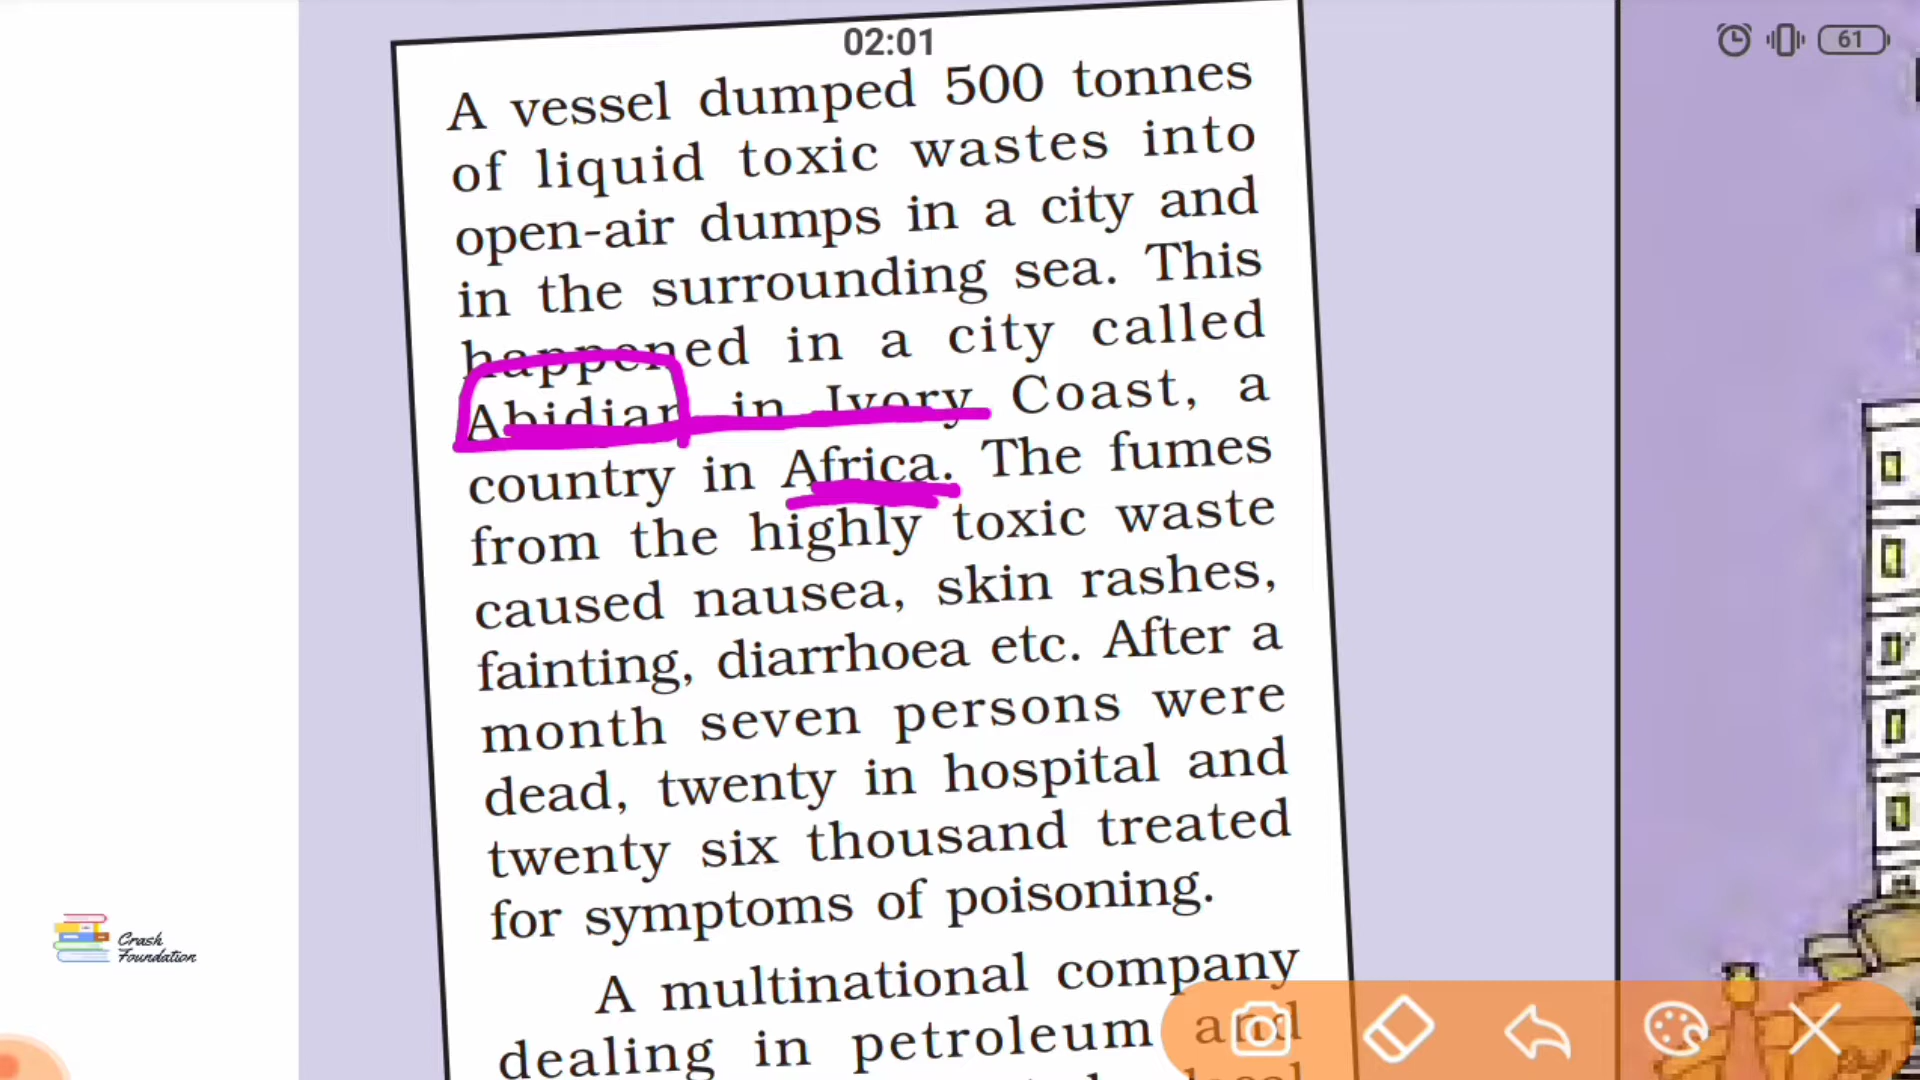 02:01
61
A vessel dumped 500 tonnes
of liquid toxic wastes into
open-air dumps in a city and
in the surrounding sea. This
happened in a city called
Abidjan in Ivory Coast, a
country in Africa. The fumes
from the highly toxic waste
caused nausea, skin rashes,
fainting, diarrhoea etc. After a
month seven persons were
dead, twenty in hospital and
twenty six thousand treated
for symptoms of poisoning.
A multinational company
dealing in petroleum and
Crash
Foundation